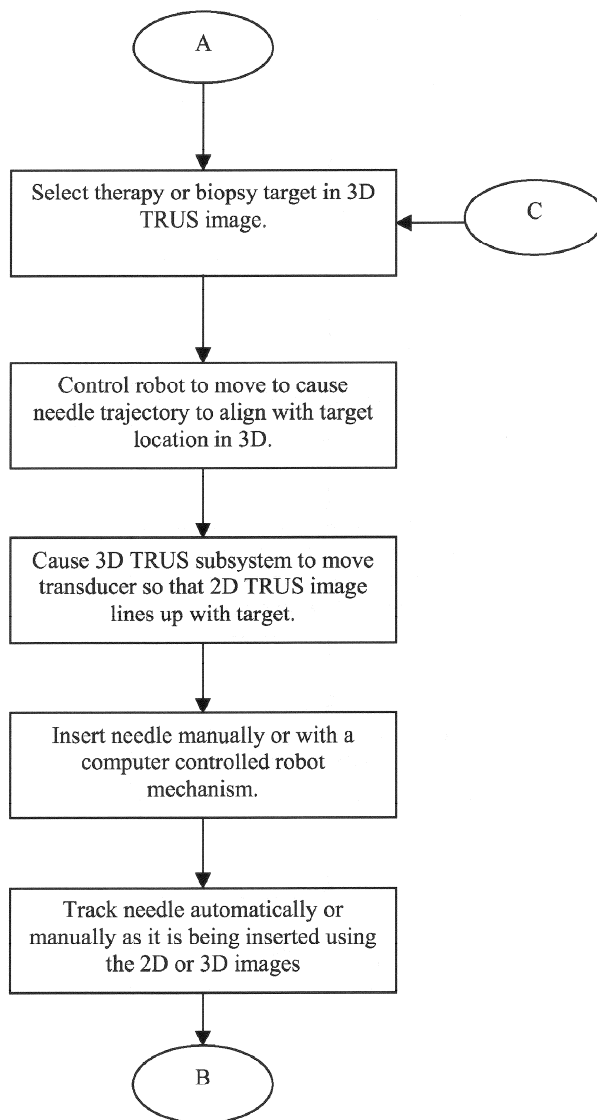 A
Select therapy or biopsy target in 3D
TRUS image.
C
Control robot to move to cause
needle trajectory to align with target
location in 3D.
Cause 3D TRUS subsystem to move
transducer so that 2D TRUS image
lines up with target.
Insert needle manually or with a
computer controlled robot
mechanism.
Track needle automatically or
manually as it is being inserted using
the 2D or 3D images
B